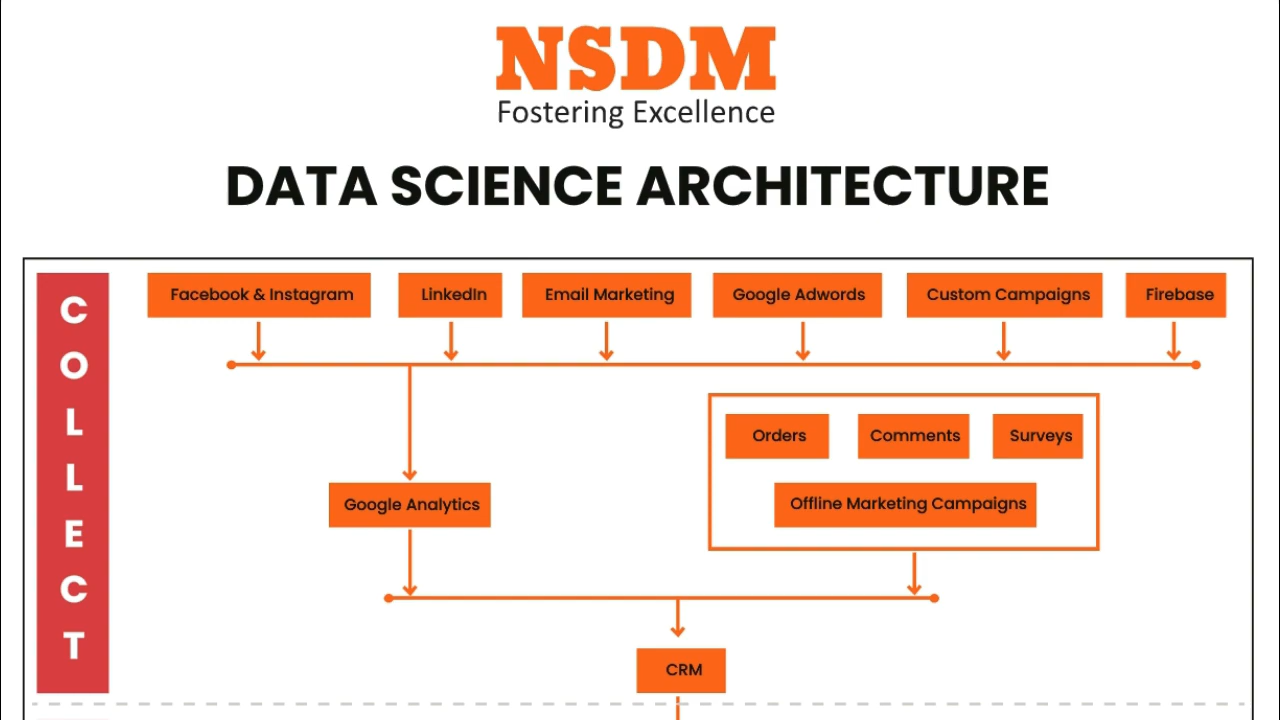 NSDM
Fostering Excellence
DATA SCIENCE ARCHITECTURE
COLLECT
Facebook & Instagram
LinkedIn
Email Marketing
Google Adwords
Custom Campaigns
Firebase
Orders
Comments
Surveys
Google Analytics
Offline Marketing Campaigns
CRM